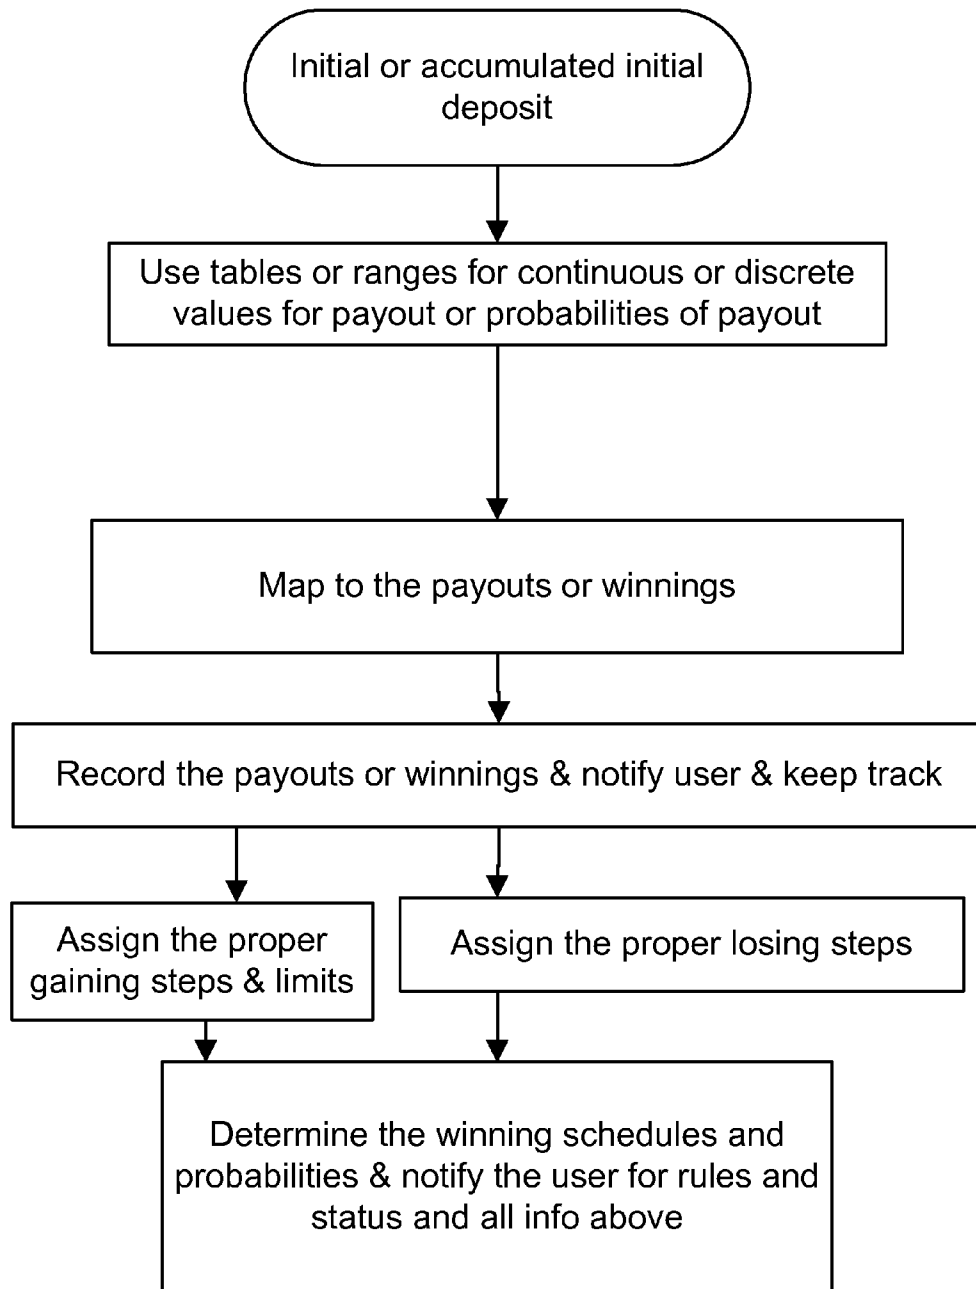 Initial or accumulated initial
deposit
Use tables or ranges for continuous or discrete
values for payout or probabilities of payout
Map to the payouts or winnings
Record the payouts or winnings & notify user & keep track
Assign the proper
gaining steps & limits
Assign the proper losing steps
Determine the winning schedules and
probabilities & notify the user for rules and
status and all info above